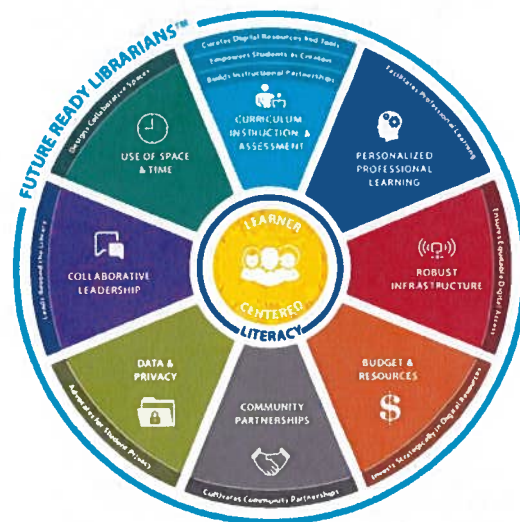 FUTURE READY LIBRARIANS™
Curates Digital Resources and Tools
Empowers Students as Creators
Builds Instructional Partnerships
CURRICULUM
INSTRUCTION &
ASSESSMENT
Facilitates Professional Learning
PERSONALIZED
PROFESSIONAL
LEARNING
Ensures Equitable Digital Access
ROBUST
INFRASTRUCTURE
Invests Strategically in Digital Resources
BUDGET &
RESOURCES
$
Cultivates Community Partnerships
COMMUNITY
PARTNERSHIPS
Advocates for Student Privacy
DATA &
PRIVACY
Leads Beyond the Library
COLLABORATIVE
LEADERSHIP
Designs Collaborative Spaces
USE OF SPACE
& TIME
LEARNER
CENTERED
LITERACY